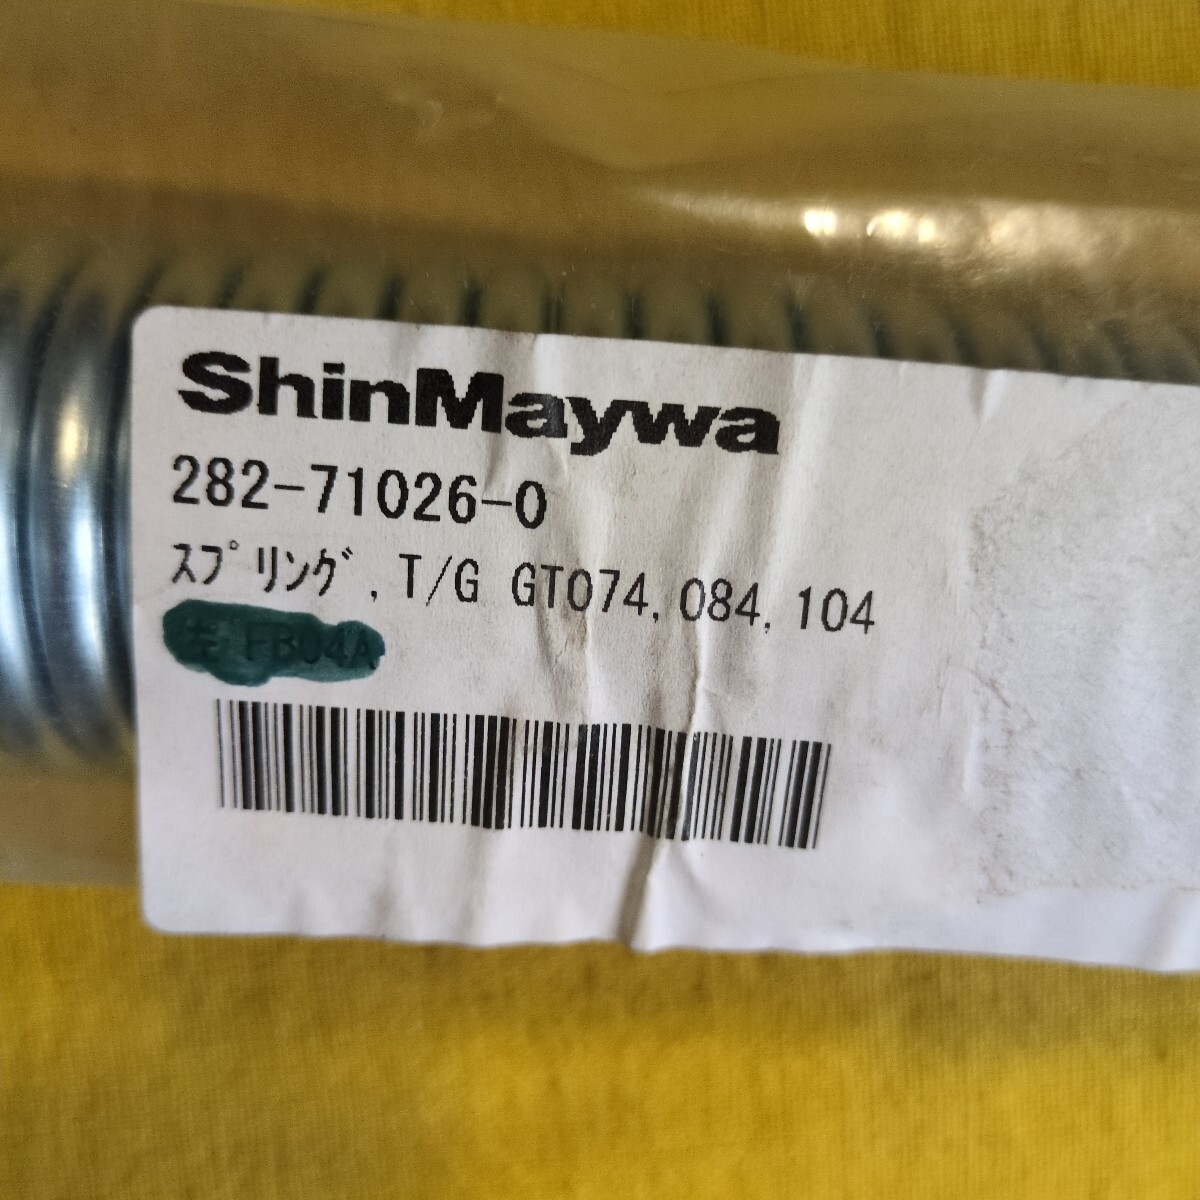 ShinMaywa
282-71026-0
ｽﾌﾟﾘﾝｸﾞ, T/G GT074, 084, 104
FB04A